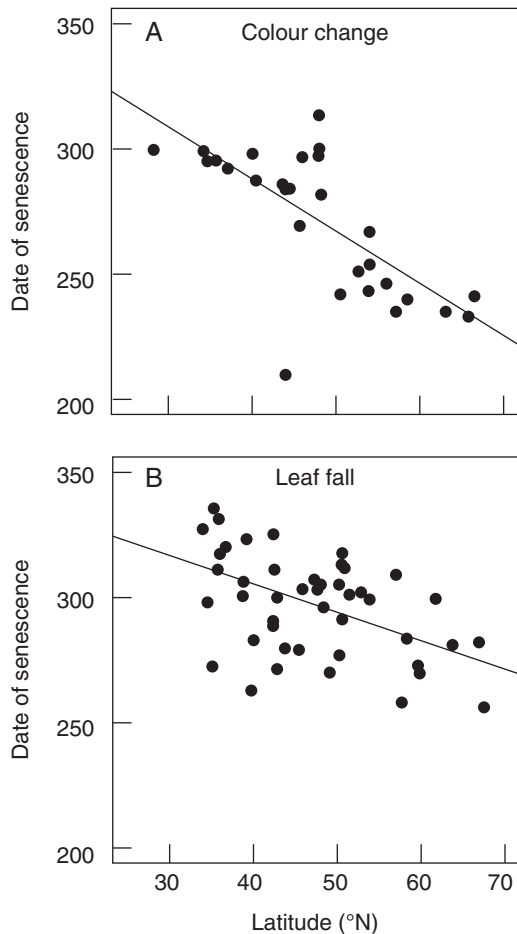 A Colour change
350
300
250
200
Date of senescence
B Leaf fall
350
300
250
200
Date of senescence
30 40 50 60 70
Latitude (°N)